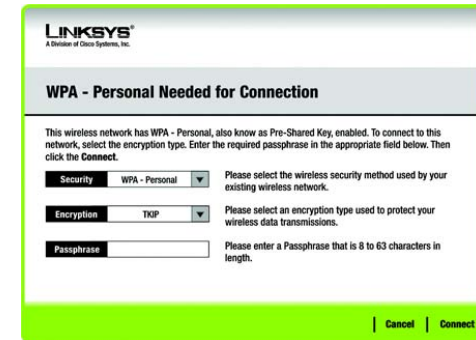 LINKSYS®
A Division of Cisco Systems, Inc.
WPA - Personal Needed for Connection
This wireless network has WPA - Personal, also know as Pre-Shared Key, enabled. To connect to this
network, select the encryption type. Enter the required passphrase in the appropriate field below. Then
click the Connect.
Security WPA - Personal Please select the wireless security method used by your
existing wireless network.
Encryption TKIP Please select an encryption type used to protect your
wireless data transmissions.
Passphrase Please enter a Passphrase that is 8 to 63 characters in
length.
Cancel Connect